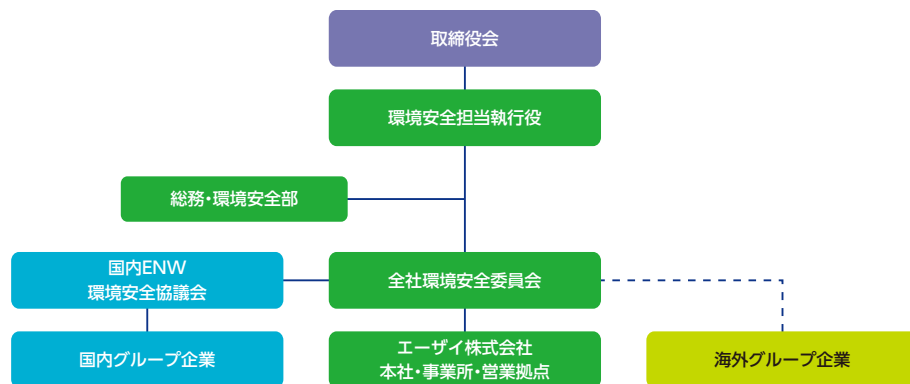 取締役会
環境安全担当執行役
総務・環境安全部
国内ENW
環境安全協議会
全社環境安全委員会
国内グループ企業
エーザイ株式会社
本社・事業所・営業拠点
海外グループ企業